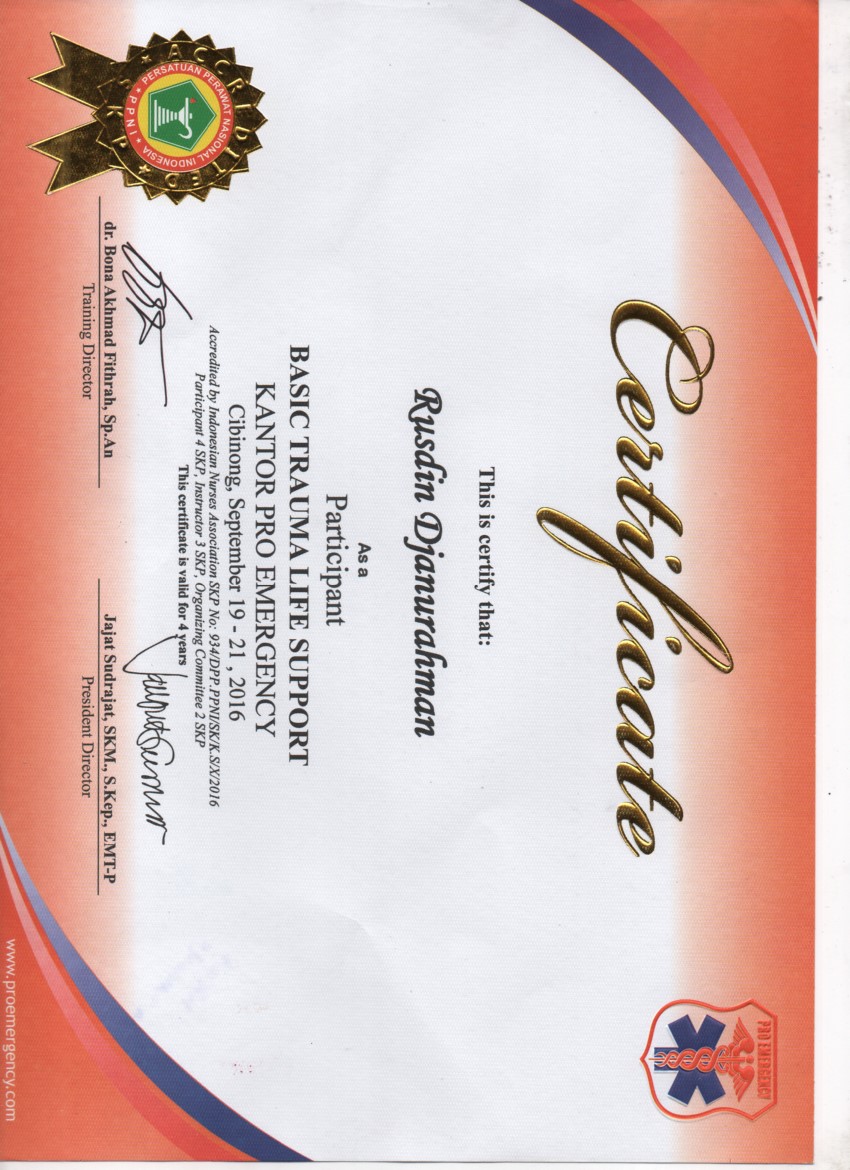 PRO EMERGENCY
Certificate
This is certify that:
Rusdin Djanurahman
As a
Participant
BASIC TRAUMA LIFE SUPPORT
KANTOR PRO EMERGENCY
Cibinong, September 19 - 21 , 2016
Accredited by Indonesian Nurses Association SKP No: 934/DPP.PPNI/SK/K.S/X/2016
Participant 4 SKP, Instructor 3 SKP, Organizing Committee 2 SKP
This certificate is valid for 4 years
ACCREDITED SKP
PERSATUAN PERAWAT NASIONAL INDONESIA
PPNI
dr. Bona Akhmad Fithrah, Sp.An
Training Director
Jajat Sudrajat, SKM., S.Kep., EMT-P
President Director
www.proemergency.com